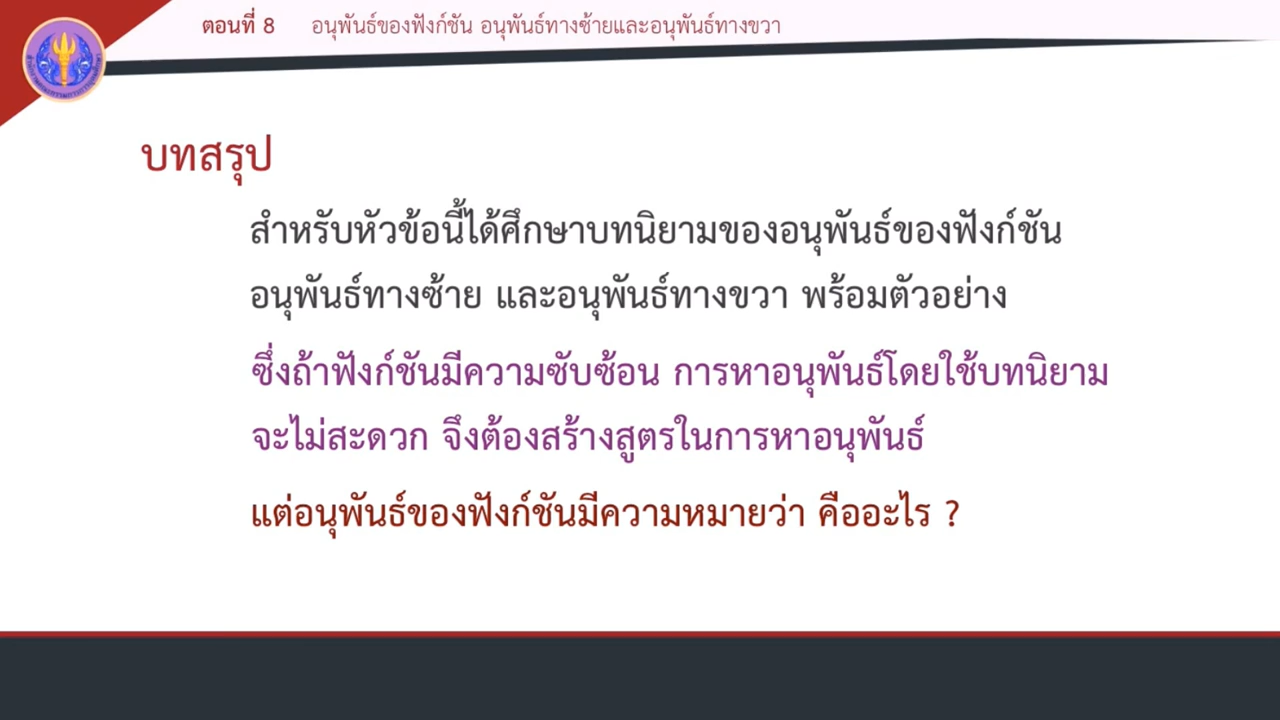 ตอนที่ 8 อนุพันธ์ของฟังก์ชัน อนุพันธ์ทางซ้ายและอนุพันธ์ทางขวา
บทสรุป
สำหรับหัวข้อนี้ได้ศึกษาบทนิยามของอนุพันธ์ของฟังก์ชัน
อนุพันธ์ทางซ้าย และอนุพันธ์ทางขวา พร้อมตัวอย่าง
ซึ่งถ้าฟังก์ชันมีความซับซ้อน การหาอนุพันธ์โดยใช้บทนิยาม
จะไม่สะดวก จึงต้องสร้างสูตรในการหาอนุพันธ์
แต่อนุพันธ์ของฟังก์ชันมีความหมายว่า คืออะไร ?